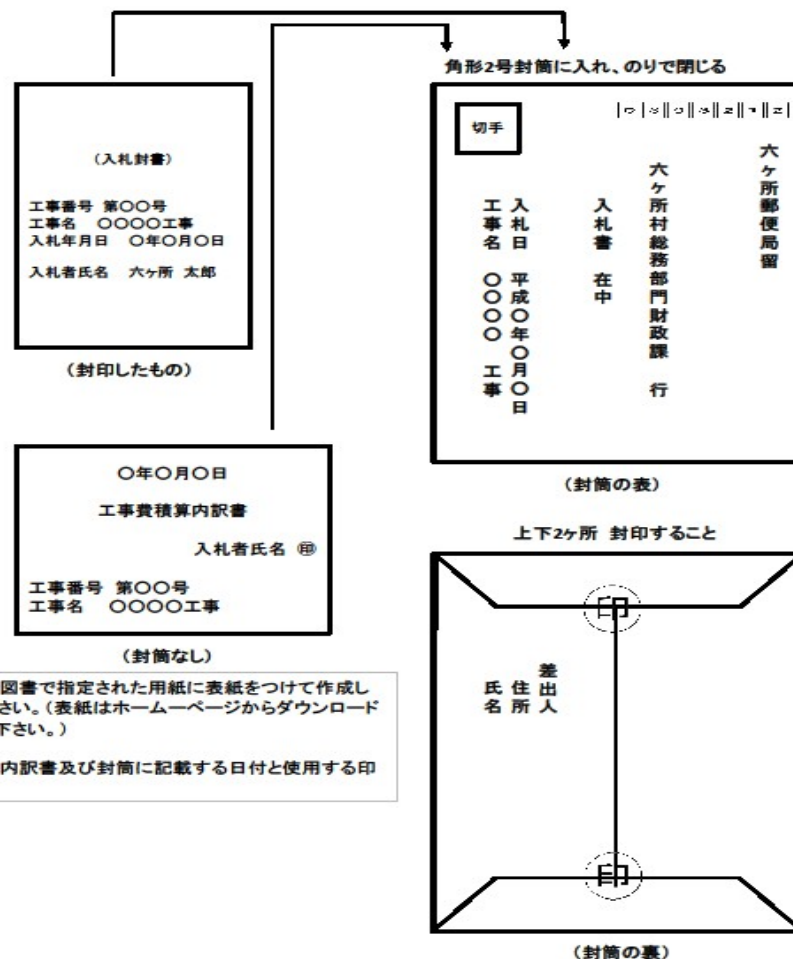 角形2号封筒に入れ、のりで閉じる
(入札封書)
工事番号 第〇〇号
工事名 〇〇〇〇工事
入札年月日 〇年〇月〇日
入札者氏名 六ヶ所 太郎
(封印したもの)
切手
六ヶ所郵便局留
六ヶ所村総務部門財政課 行
入札書 在中
入札日 平成〇年〇月〇日
工事名 〇〇〇〇 工事
(封筒の表)
〇年〇月〇日
工事費積算内訳書
入札者氏名 ㊞
工事番号 第〇〇号
工事名 〇〇〇〇工事
(封筒なし)
図書で指定された用紙に表紙をつけて作成し
さい。(表紙はホームーページからダウンロード
下さい。)
内訳書及び封筒に記載する日付と使用する印
上下2ヶ所 封印すること
印
差出人
住所
氏名
印
(封筒の裏)